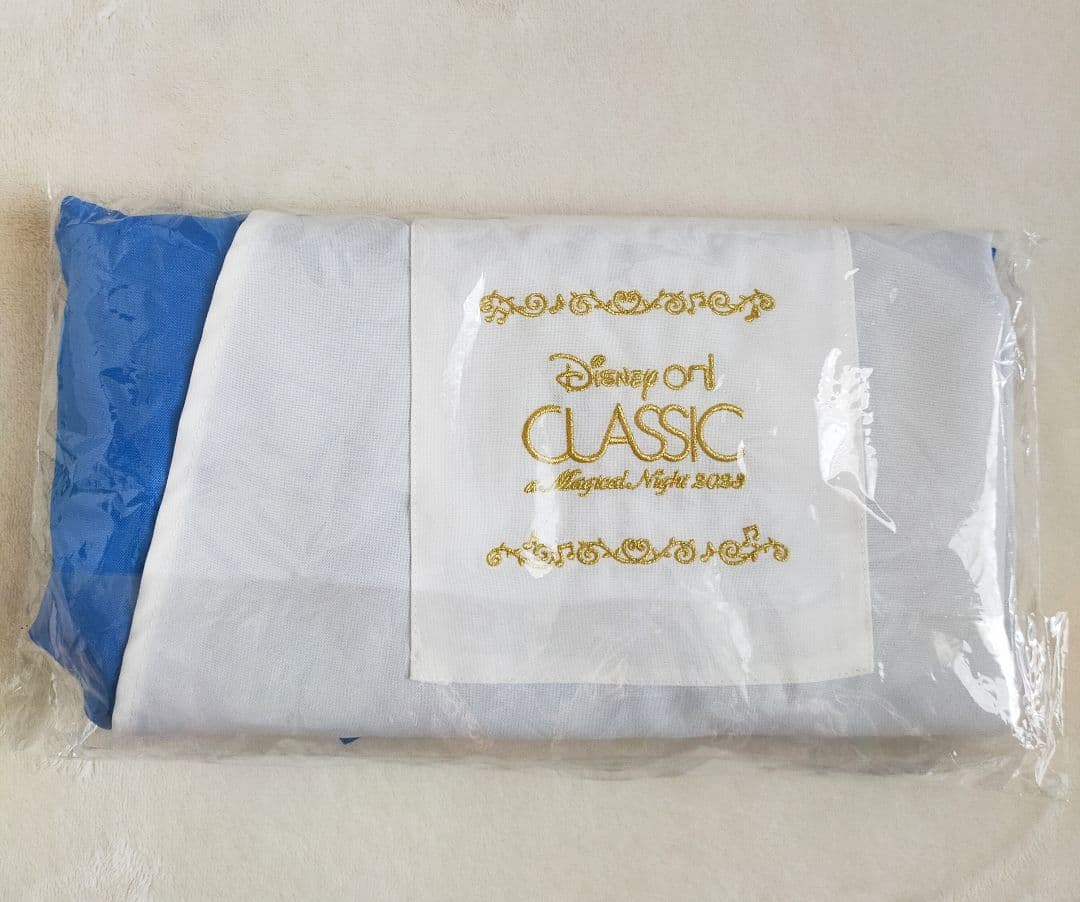 Disney on
CLASSIC
a Magical Night 2023